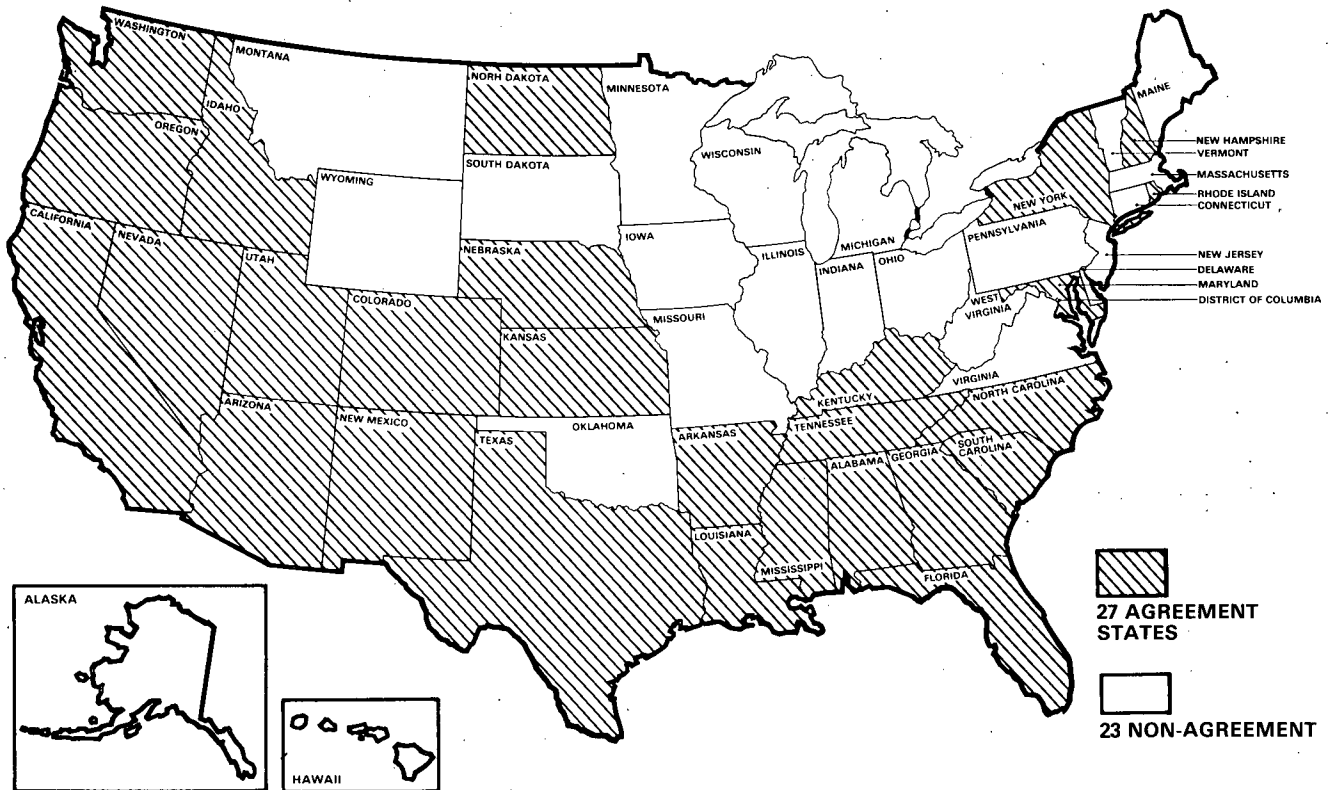 WASHINGTON
MONTANA
NORH DAKOTA
MINNESOTA
MAINE
IDAHO
OREGON
NEW HAMPSHIRE
VERMONT
WISCONSIN
SOUTH DAKOTA
MASSACHUSETTS
WYOMING
RHODE ISLAND
NEW YORK
CONNECTICUT
CALIFORNIA
NEVADA
IOWA
PENNSYLVANIA
MICHIGAN
NEBRASKA
UTAH
ILLINOIS
OHIO
NEW JERSEY
INDIANA
DELAWARE
MARYLAND
COLORADO
WEST
VIRGINIA
DISTRICT OF COLUMBIA
MISSOURI
KANSAS
VIRGINIA
NORTH CAROLINA
KENTUCKY
ARIZONA
NEW MEXICO
TENNESSEE
OKLAHOMA
ARKANSAS
TEXAS
SOUTH
CAROLINA
ALABAMA
GEORGIA
LOUISIANA
MISSISSIPPI
FLORIDA
ALASKA
HAWAII
27 AGREEMENT
STATES
23 NON-AGREEMENT